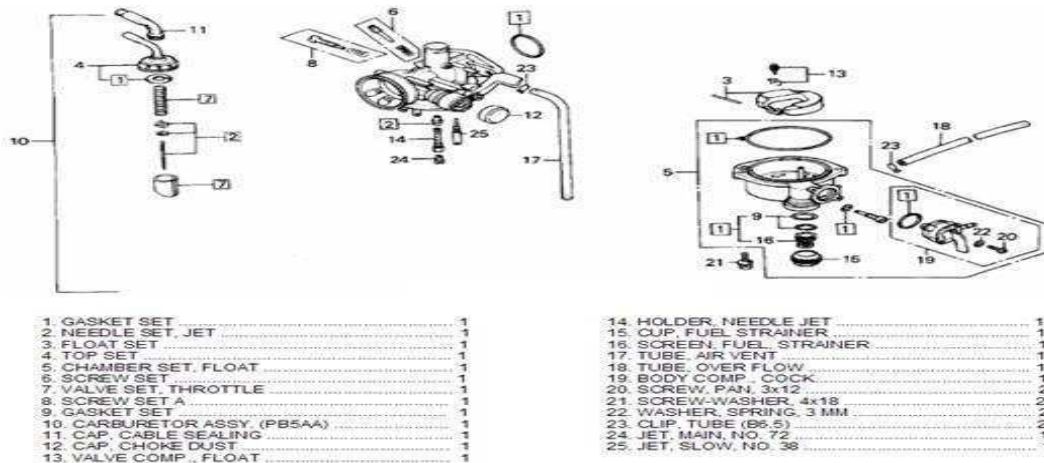 6
1
11
23
3
13
4
8
1
12
18
7
2
1
10
2
14
25
5
23
24
17
1
7
9
1
22
20
1
16
19
21
15
1. GASKET SET 1
2. NEEDLE SET, JET 1
3. FLOAT SET 1
4. TOP SET 1
5. CHAMBER SET, FLOAT 1
6. SCREW SET 1
7. VALVE SET, THROTTLE 1
8. SCREW SET A 1
9. GASKET SET 1
10. CARBURETOR ASSY. (PB5AA) 1
11. CAP, CABLE SEALING 1
12. CAP, CHOKE DUST 1
13. VALVE COMP., FLOAT 1
14. HOLDER, NEEDLE JET 1
15. CUP, FUEL STRAINER 1
16. SCREEN, FUEL, STRAINER 1
17. TUBE, AIR VENT 1
18. TUBE, OVER FLOW 1
19. BODY COMP., COCK 1
20. SCREW, PAN, 3x12 2
21. SCREW-WASHER, 4x18 2
22. WASHER, SPRING, 3 MM 2
23. CLIP, TUBE (B6.5) 2
24. JET, MAIN, NO. 72
25. JET, SLOW, NO. 38